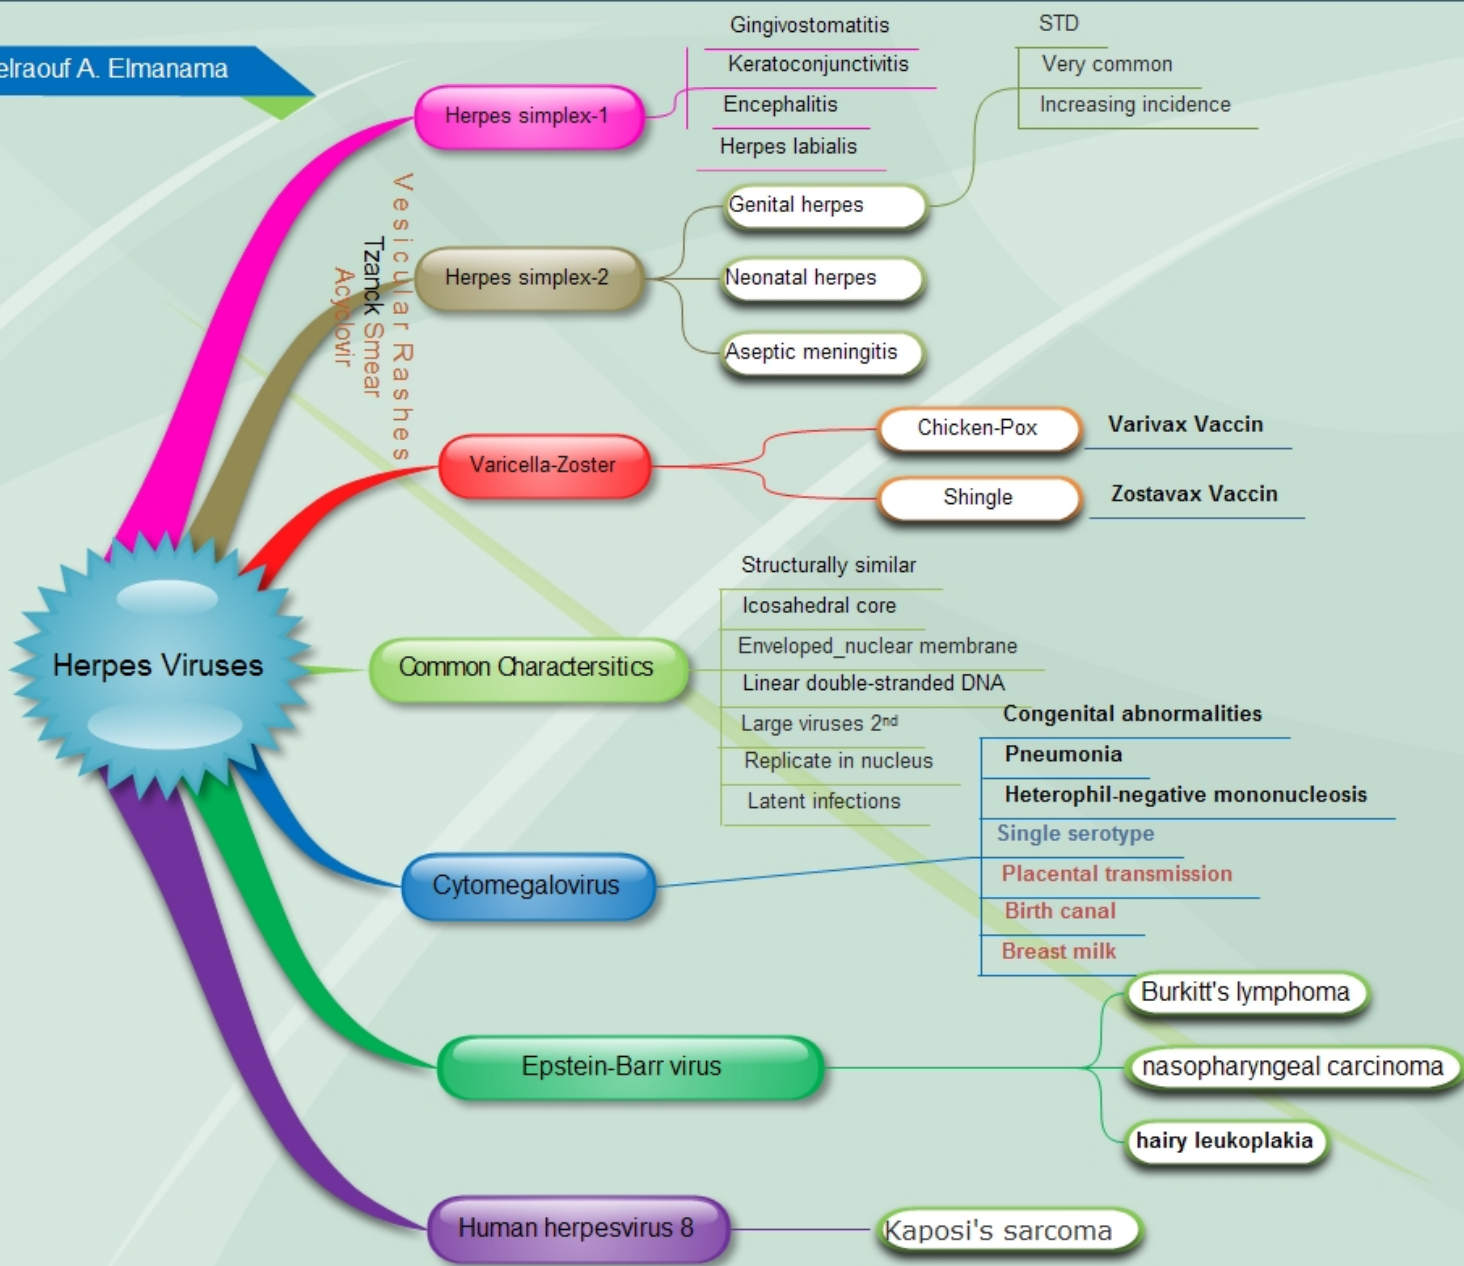 elraouf A. Elmanama
Herpes Viruses
Herpes simplex-1
Gingivostomatitis
Keratoconjunctivitis
Encephalitis
Herpes labialis
Herpes simplex-2
Genital herpes
STD
Very common
Increasing incidence
Neonatal herpes
Aseptic meningitis
Vesicular Rashes
Tzanck Smear
Acyclovir
Varicella-Zoster
Chicken-Pox
Varivax Vaccin
Shingle
Zostavax Vaccin
Common Charactersitics
Structurally similar
Icosahedral core
Enveloped_nuclear membrane
Linear double-stranded DNA
Large viruses 2nd
Replicate in nucleus
Latent infections
Cytomegalovirus
Congenital abnormalities
Pneumonia
Heterophil-negative mononucleosis
Single serotype
Placental transmission
Birth canal
Breast milk
Epstein-Barr virus
Burkitt's lymphoma
nasopharyngeal carcinoma
hairy leukoplakia
Human herpesvirus 8
Kaposi's sarcoma